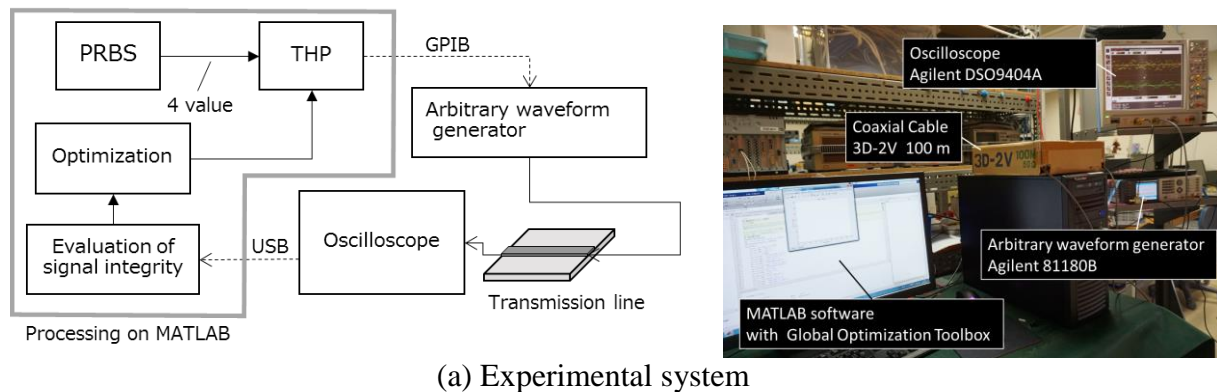 PRBS
THP
GPIB
4 value
Arbitrary waveform
generator
Optimization
Evaluation of
signal integrity
USB
Oscilloscope
Transmission line
Processing on MATLAB
Oscilloscope
Agilent DSO9404A
Coaxial Cable
3D-2V 100 m
3D-2V 100M
Arbitrary waveform generator
Agilent 81180B
MATLAB software
with Global Optimization Toolbox
(a) Experimental system